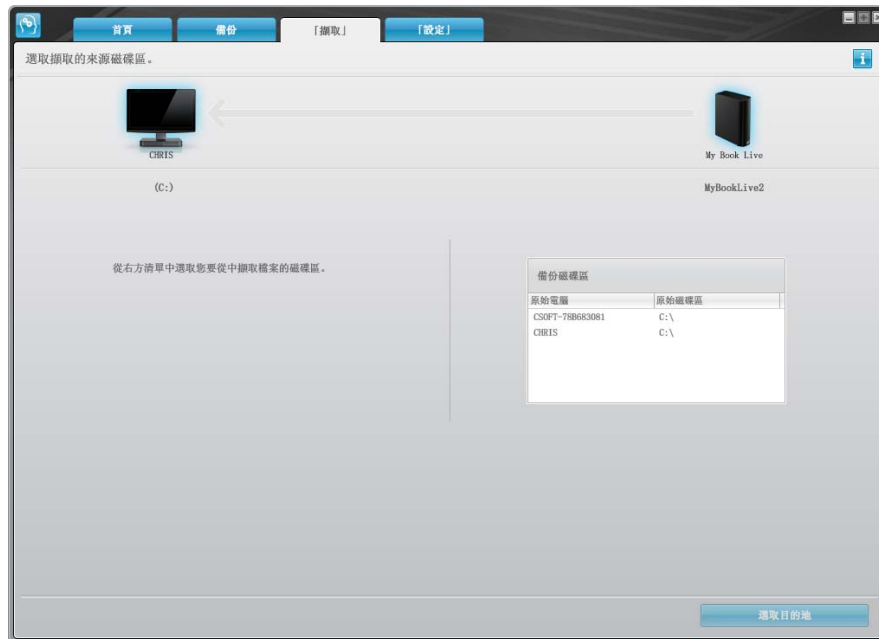 首頁
備份
「擷取」
「設定」
選取擷取的來源磁碟區。
CHRIS
My Book Live
(C:)
MyBookLive2
從右方清單中選取您要從中擷取檔案的磁碟區。
備份磁碟區
原始電腦 原始磁碟區
CSOFT-78B683081 C:\
CHRIS C:\
選取目的地